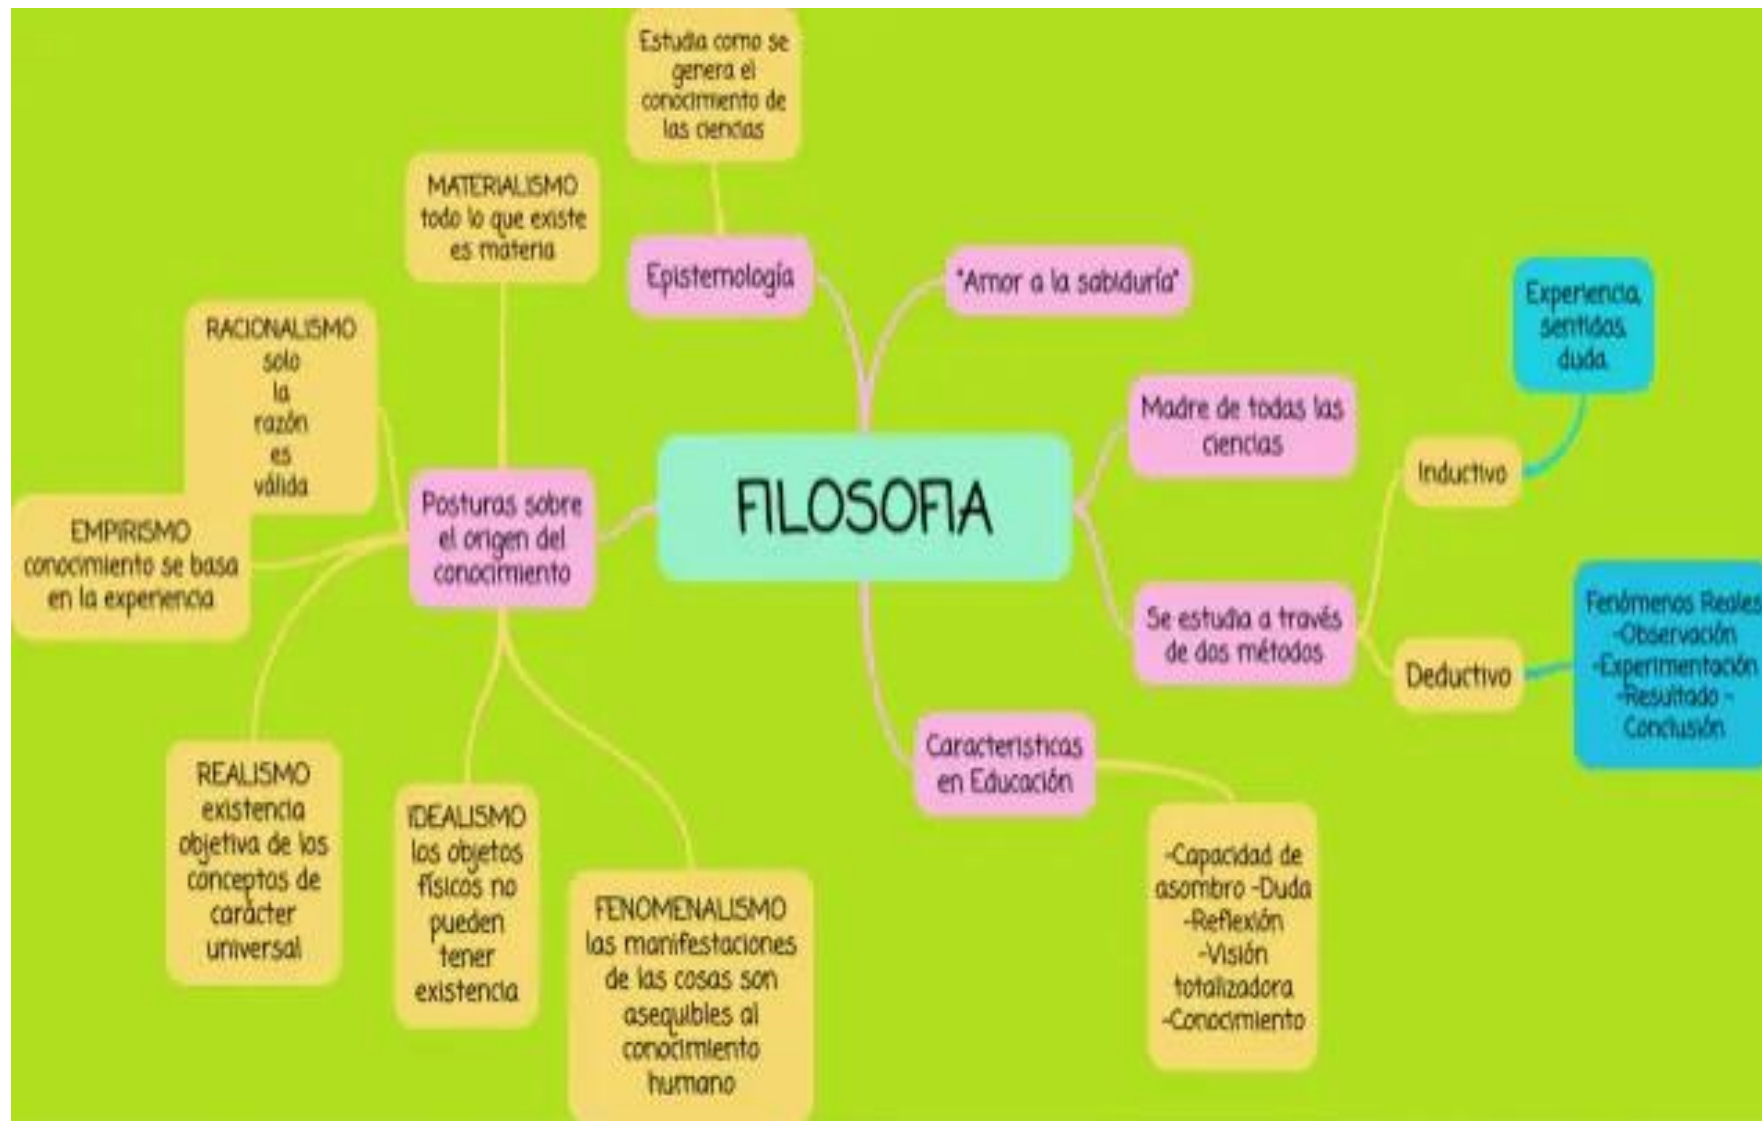 Estudia como se
genera el
conocimiento de
las ciencias
MATERIALISMO
todo lo que existe
es materia
Epistemología
"Amor a la sabiduría"
Experiencia,
sentidos,
duda.
RACIONALISMO
solo
la
razón
es
válida
Madre de todas las
ciencias
Inductivo
Posturas sobre
el origen del
conocimiento
FILOSOFIA
EMPIRISMO
conocimiento se basa
en la experiencia
Se estudia a través
de dos métodos
Deductivo
Fenómenos Reales
-Observación
-Experimentación
-Resultado -
Conclusión
Características
en Educación
REALISMO
existencia
objetiva de los
conceptos de
carácter
universal
IDEALISMO
los objetos
físicos no
pueden
tener
existencia
FENOMENALISMO
las manifestaciones
de las cosas son
asequibles al
conocimiento
humano
-Capacidad de
asombro -Duda
-Reflexión
-Visión
totalizadora
-Conocimiento